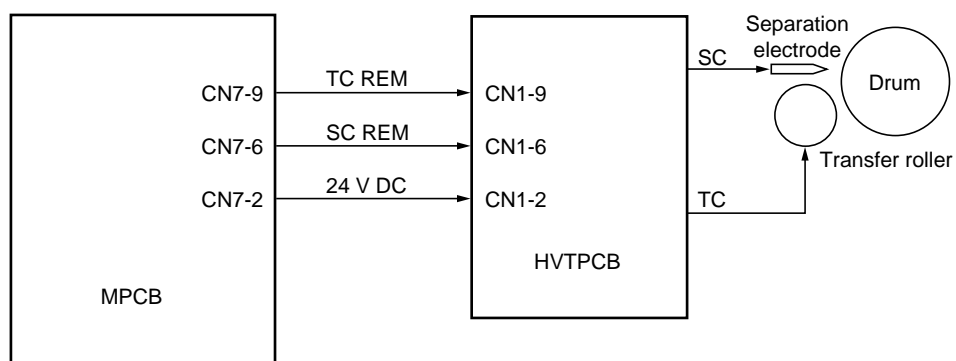 Separation
electrode
SC
Drum
CN7-9 TC REM CN1-9
CN7-6 SC REM CN1-6
Transfer roller
CN7-2 24 V DC CN1-2
TC
HVTPCB
MPCB